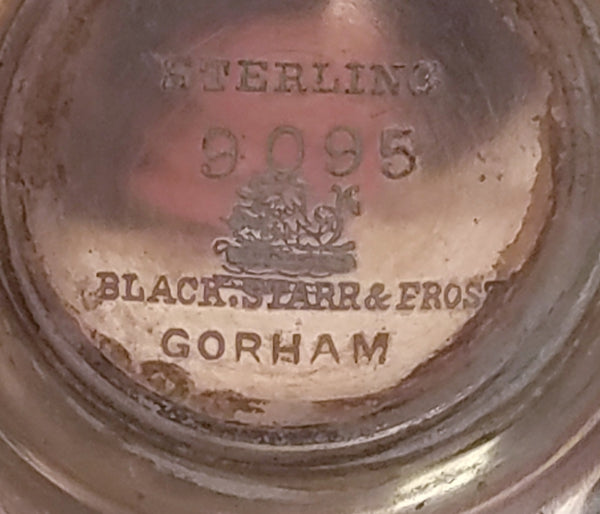 STERLING
9095
BLACK, STARR & FROST
GORHAM